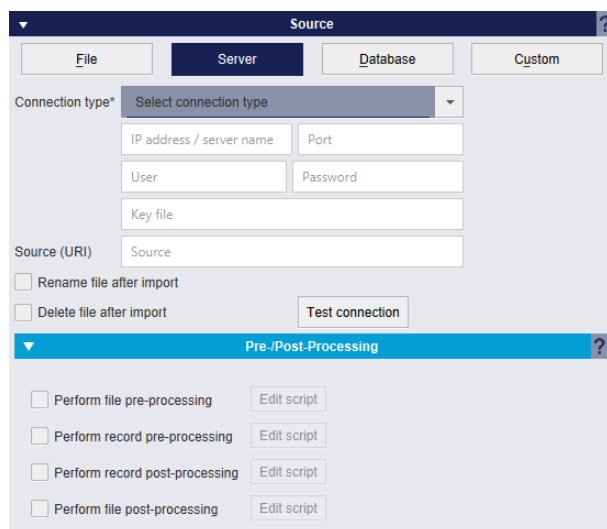 Source ?
File Server Database Custom
Connection type* Select connection type
IP address / server name Port
User Password
Key file
Source (URI) Source
Rename file after import
Delete file after import Test connection
Pre-/Post-Processing ?
Perform file pre-processing Edit script
Perform record pre-processing Edit script
Perform record post-processing Edit script
Perform file post-processing Edit script